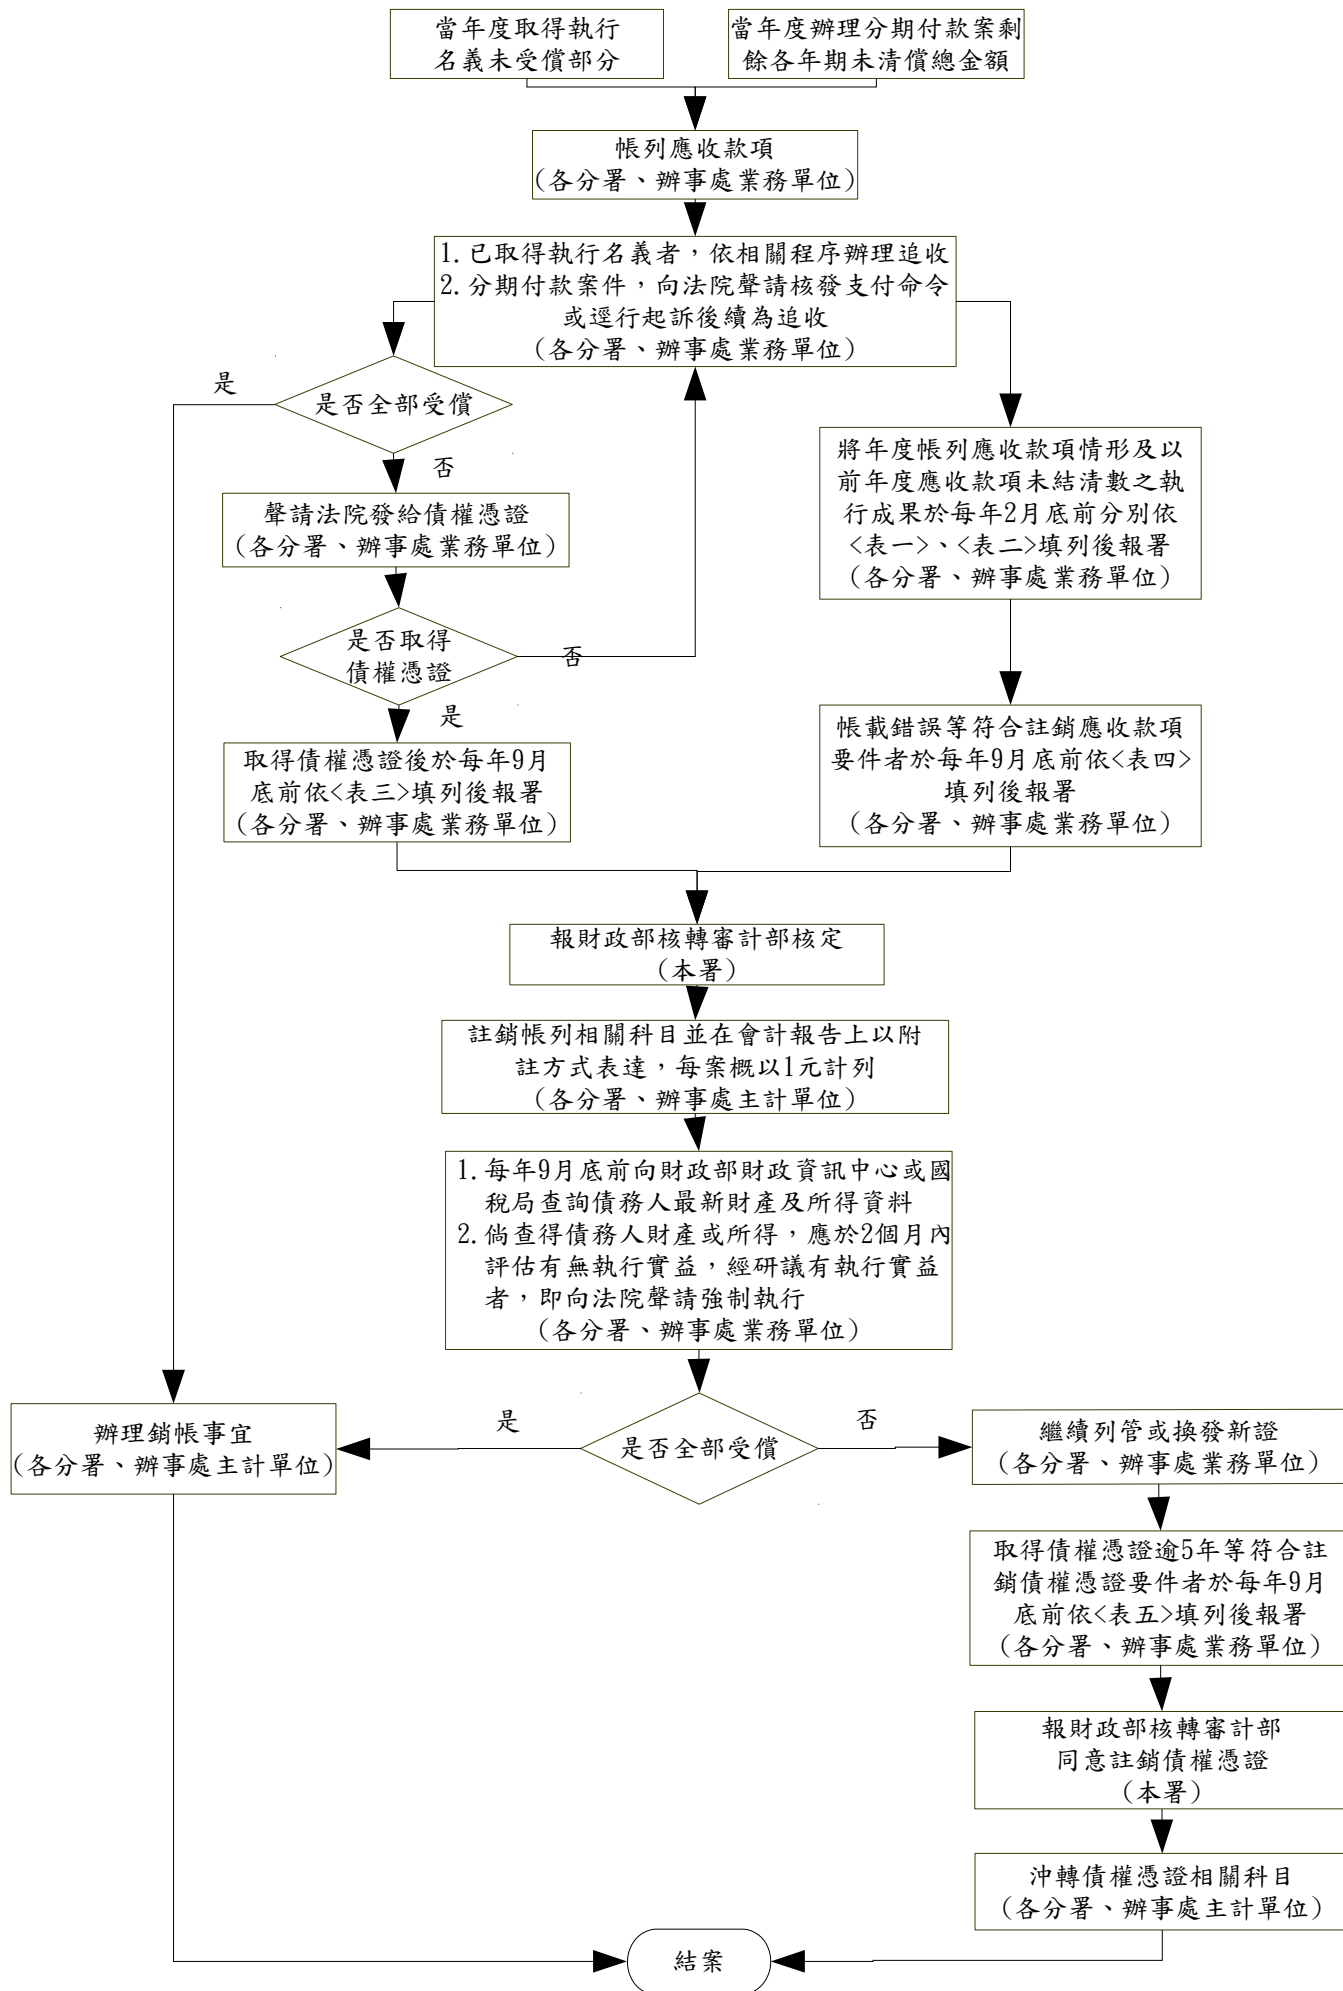 當年度取得執行
名義未受償部分
當年度辦理分期付款案剩
餘各年期未清償總金額
帳列應收款項
(各分署、辦事處業務單位)
1.已取得執行名義者，依相關程序辦理追收
2.分期付款案件，向法院聲請核發支付命令
或逕行起訴後續為追收
(各分署、辦事處業務單位)
是
是否全部受償
否
聲請法院發給債權憑證
(各分署、辦事處業務單位)
是否取得
債權憑證
否
是
取得債權憑證後於每年9月
底前依<表三>填列後報署
(各分署、辦事處業務單位)
將年度帳列應收款項情形及以
前年度應收款項未結清數之執
行成果於每年2月底前分別依
<表一>、<表二>填列後報署
(各分署、辦事處業務單位)
帳載錯誤等符合註銷應收款項
要件者於每年9月底前依<表四>
填列後報署
(各分署、辦事處業務單位)
報財政部核轉審計部核定
(本署)
註銷帳列相關科目並在會計報告上以附
註方式表達，每案概以1元計列
(各分署、辦事處主計單位)
1.每年9月底前向財政部財政資訊中心或國
稅局查詢債務人最新財產及所得資料
2.倘查得債務人財產或所得，應於2個月內
評估有無執行實益，經研議有執行實益
者，即向法院聲請強制執行
(各分署、辦事處業務單位)
辦理銷帳事宜
(各分署、辦事處主計單位)
是
是否全部受償
否
繼續列管或換發新證
(各分署、辦事處業務單位)
取得債權憑證逾5年等符合註
銷債權憑證要件者於每年9月
底前依<表五>填列後報署
(各分署、辦事處業務單位)
報財政部核轉審計部
同意註銷債權憑證
(本署)
沖轉債權憑證相關科目
(各分署、辦事處主計單位)
結案